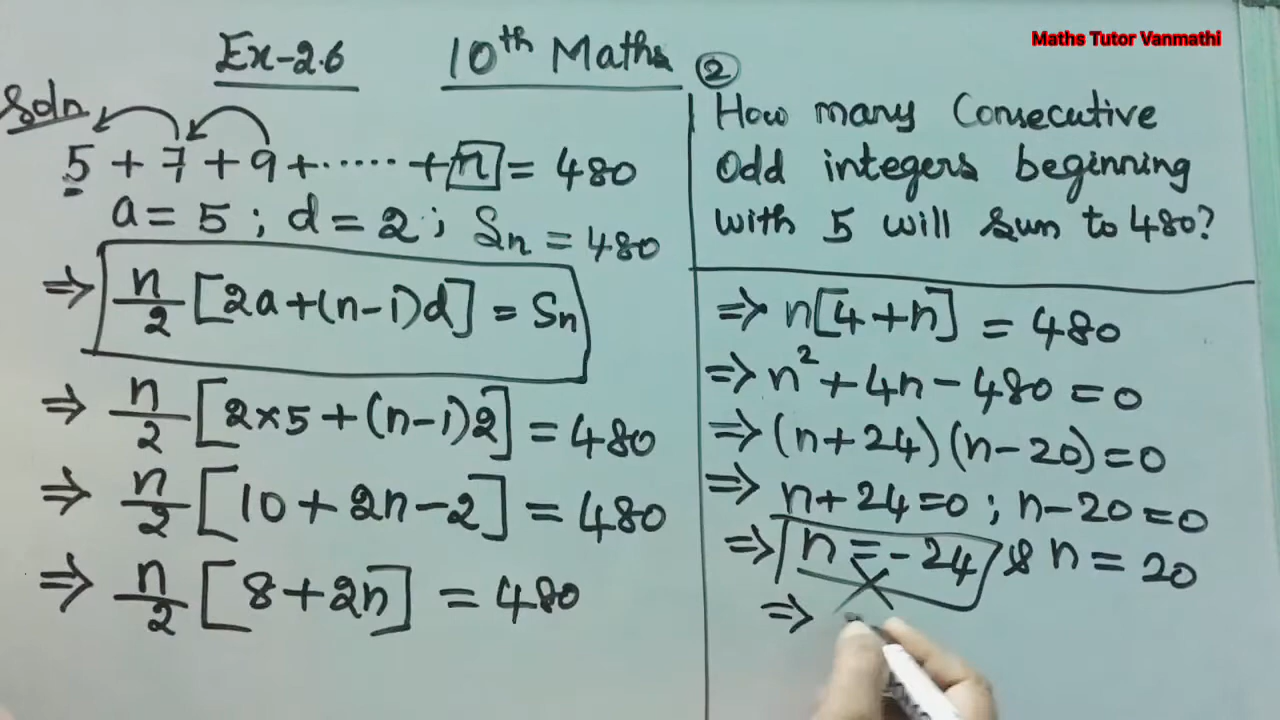 Maths Tutor Vanmathi
Ex-2.6 10th Maths
Soln
5 + 7 + 9 + ...... + n = 480
a = 5 ; d = 2 ; Sn = 480
⇒ n/2 [2a+(n-1)d] = Sn
⇒ n/2 [2×5+(n-1)2] = 480
⇒ n/2 [10 + 2n - 2] = 480
⇒ n/2 [8 + 2n] = 480
②
How many Consecutive
Odd integers beginning
with 5 will sum to 480?
⇒ n[4+n] = 480
⇒ n² + 4n - 480 = 0
⇒ (n+24)(n-20) = 0
⇒ n+24=0 ; n-20=0
⇒ n = -24 & n = 20
⇒